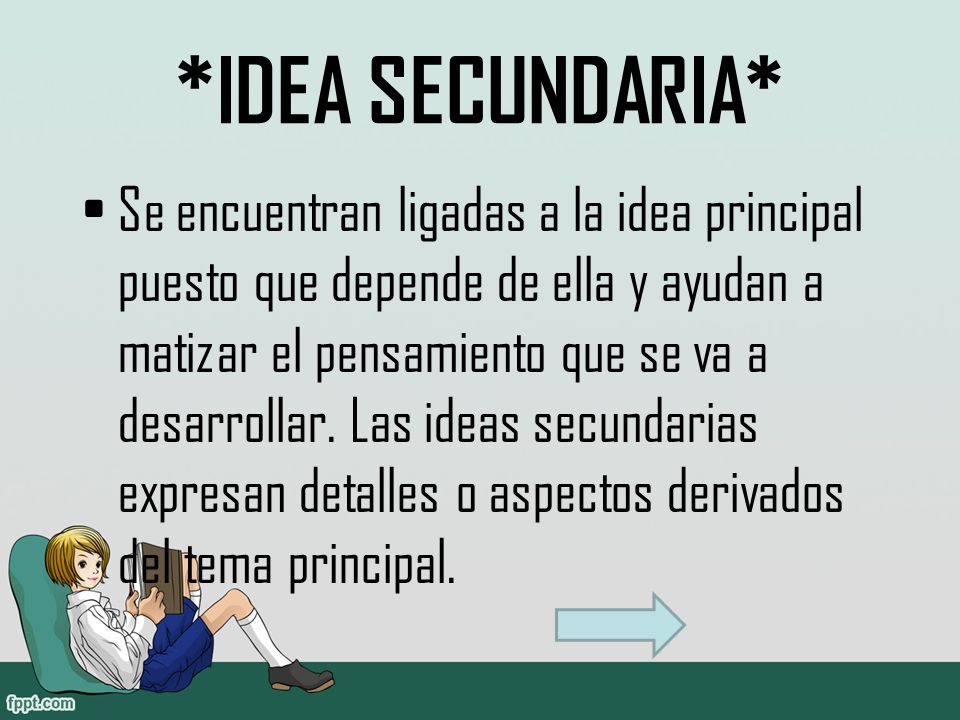 *IDEA SECUNDARIA*
▪ Se encuentran ligadas a la idea principal
puesto que depende de ella y ayudan a
matizar el pensamiento que se va a
desarrollar. Las ideas secundarias
expresan detalles o aspectos derivados
del tema principal.
fppt.com